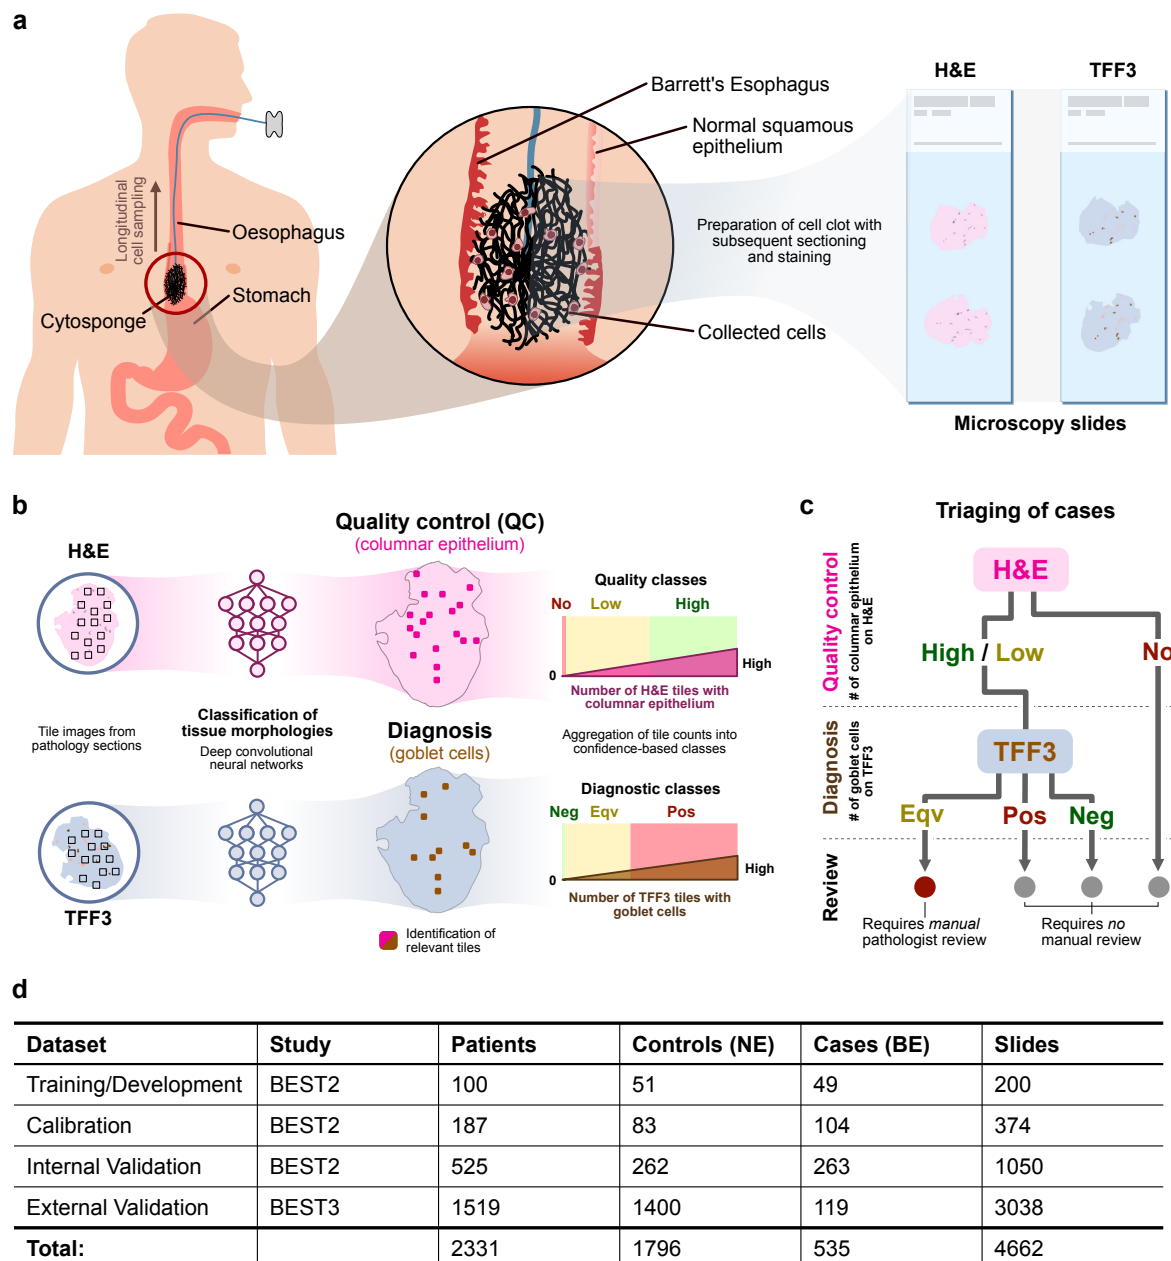 a
H&E
TFF3
Barrett's Esophagus
Normal squamous
epithelium
Longitudinal
cell sampling
Oesophagus
Preparation of cell clot with
subsequent sectioning
and staining
Stomach
Cytosponge
Collected cells
Microscopy slides
b
Quality control (QC)
(columnar epithelium)
H&E
Quality classes
No
Low
High
0
High
Number of H&E tiles with
columnar epithelium
Tile images from
pathology sections
Classification of
tissue morphologies
Deep convolutional
neural networks
Diagnosis
(goblet cells)
Aggregation of tile counts into
confidence-based classes
Diagnostic classes
Neg
Eqv
Pos
0
High
Number of TFF3 tiles with
goblet cells
TFF3
Identification of
relevant tiles
c
Triaging of cases
Quality control
# of columnar epithelium
on H&E
H&E
High / Low
No
Diagnosis
# of goblet cells
on TFF3
TFF3
Eqv
Pos
Neg
Review
Requires manual
pathologist review
Requires no
manual review
d
Dataset Study Patients Controls (NE) Cases (BE) Slides
Training/Development BEST2 100 51 49 200
Calibration BEST2 187 83 104 374
Internal Validation BEST2 525 262 263 1050
External Validation BEST3 1519 1400 119 3038
Total: 2331 1796 535 4662